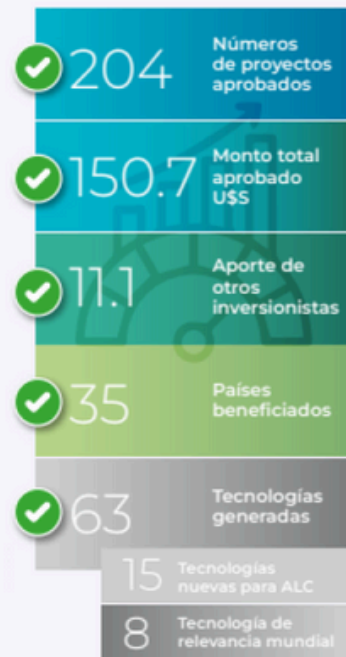 204
Números
de proyectos
aprobados
150.7
Monto total
aprobado
U$S
11.1
Aporte de
otros
inversionistas
35
Países
beneficiados
63
Tecnologías
generadas
15
Tecnologías
nuevas para ALC
8
Tecnología de
relevancia mundial